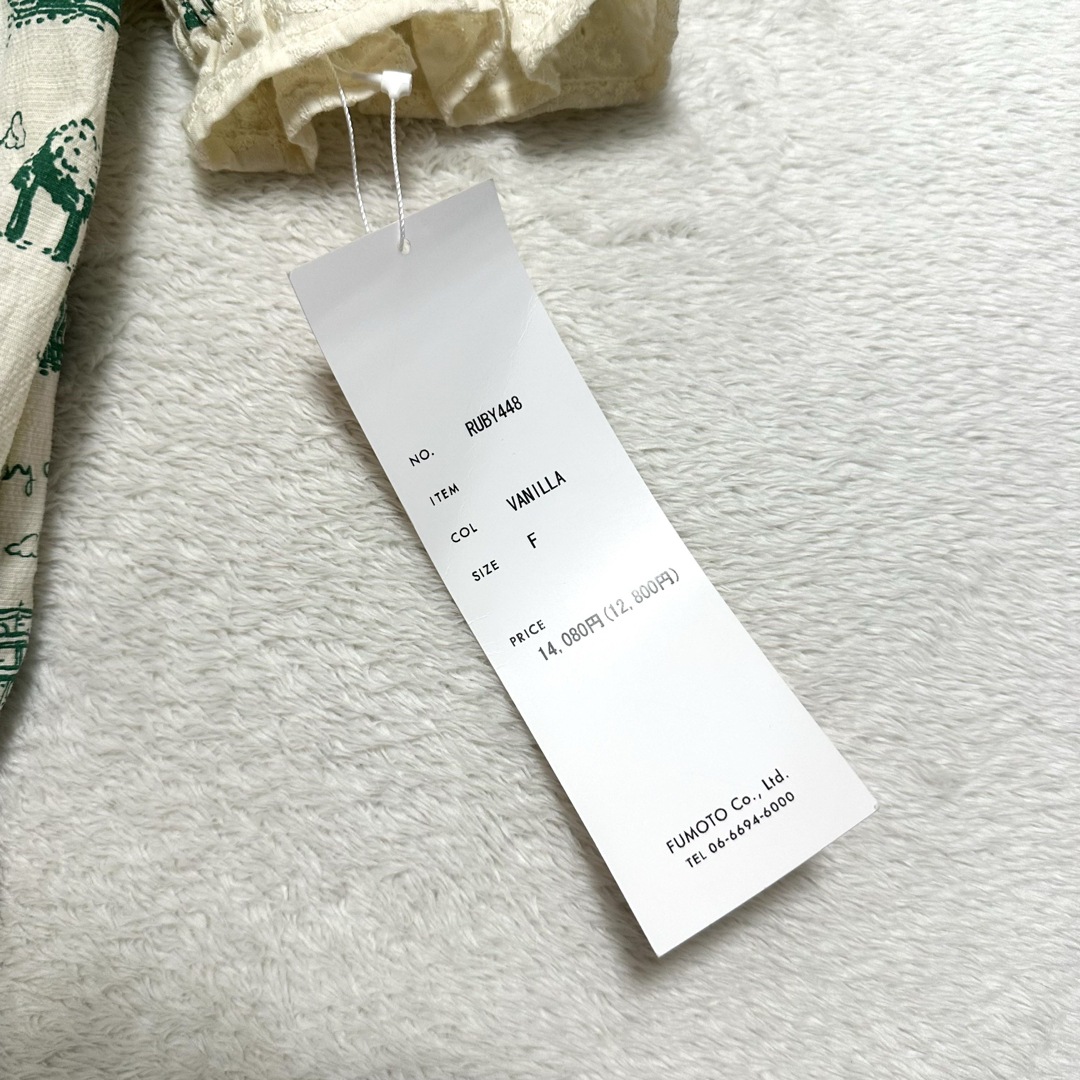 NO. RUBY448
ITEM
COL VANILLA
SIZE F
PRICE
14,080円(12,800円)
FUMOTO Co., Ltd.
TEL 06-6694-6000